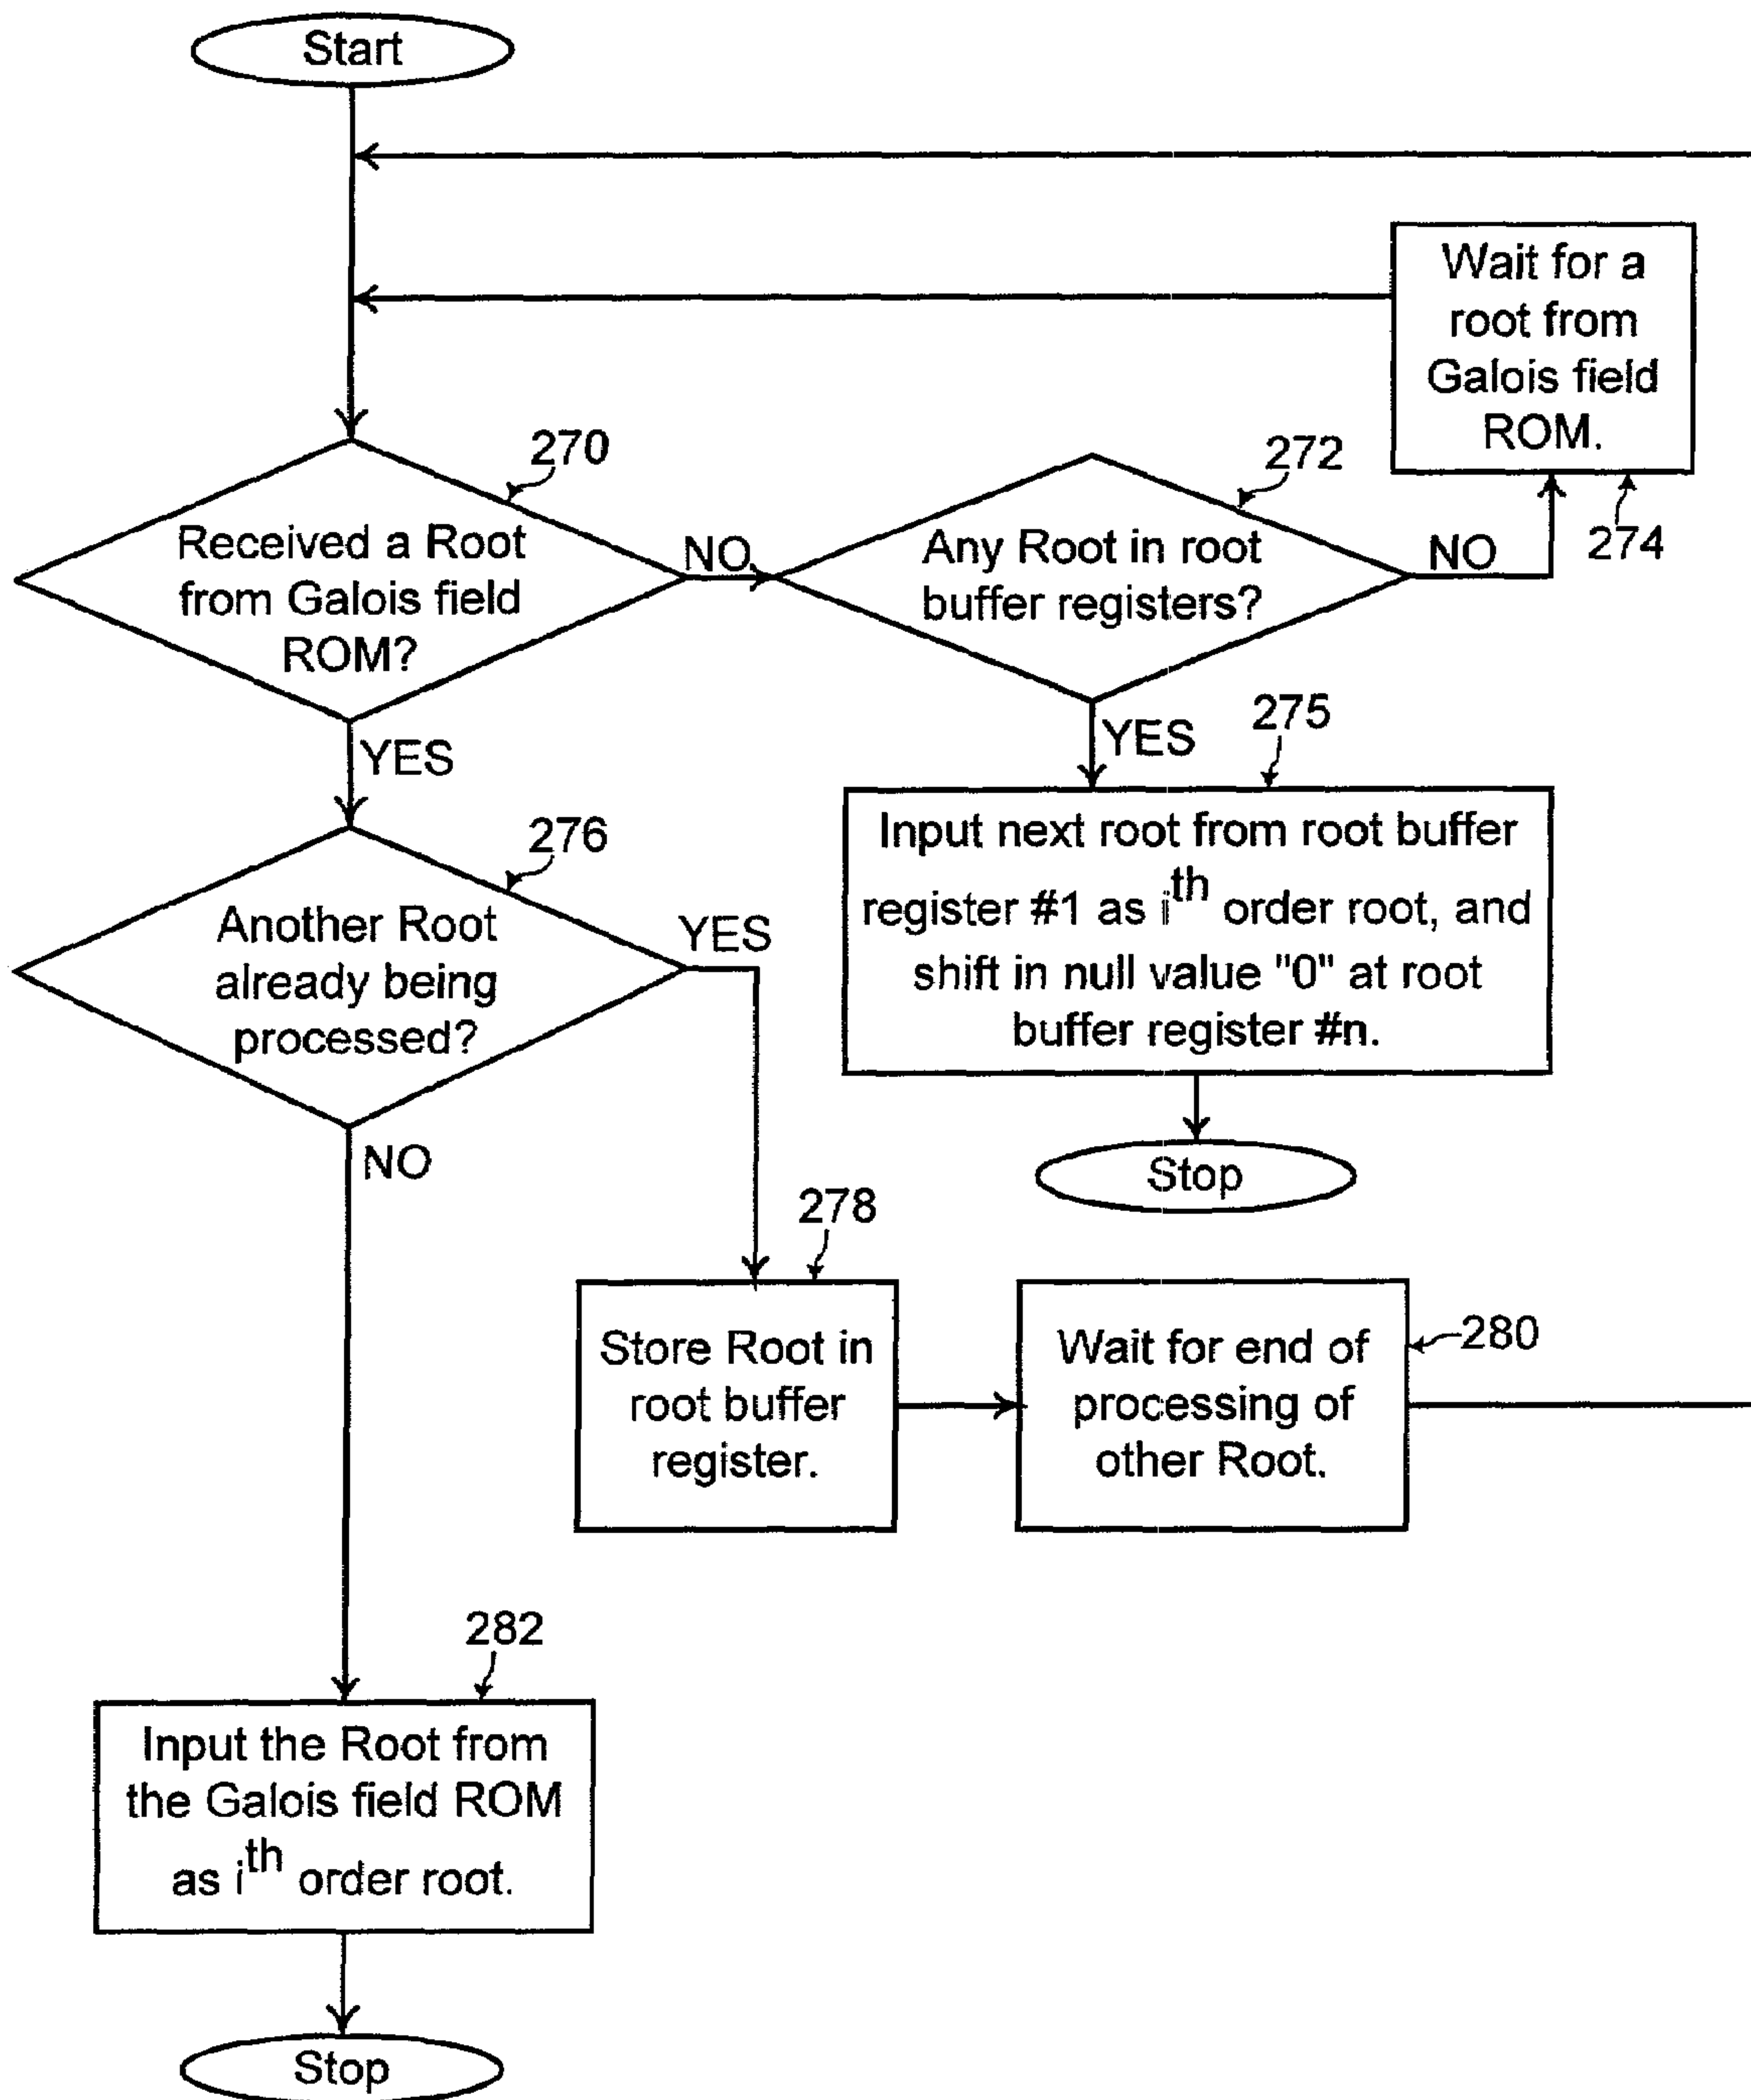 Start
Wait for a
root from
Galois field
ROM.
274
270
Received a Root
from Galois field
ROM?
NO
272
Any Root in root
buffer registers?
NO
YES
YES
275
Input next root from root buffer
register #1 as i^th order root, and
shift in null value "0" at root
buffer register #n.
Stop
276
Another Root
already being
processed?
YES
NO
278
Store Root in
root buffer
register.
Wait for end of
processing of
other Root.
280
282
Input the Root from
the Galois field ROM
as i^th order root.
Stop